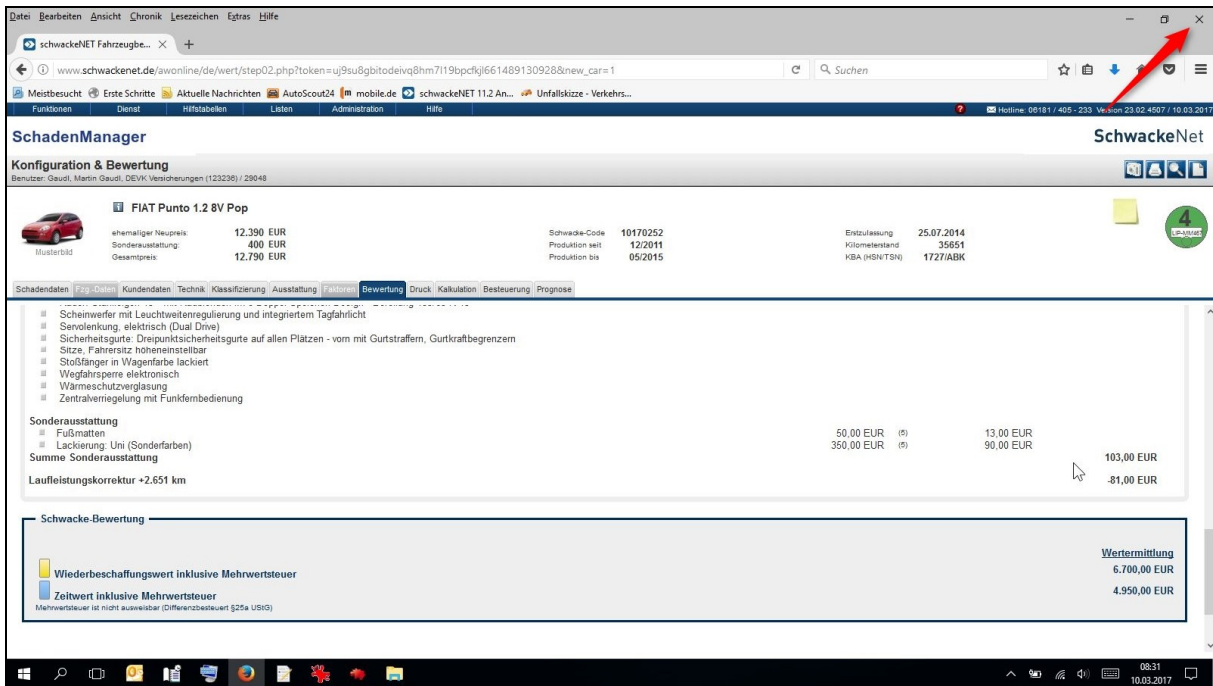 Datei Bearbeiten Ansicht Chronik Lesezeichen Extras Hilfe
schwackeNET Fahrzeugbe...
www.schwackenet.de/awonline/de/wert/step02.php?token=uj9su8gbitodeivq8hm7l19bpcfkjl661489130928&new_car=1
Suchen
Meistbesucht Erste Schritte Aktuelle Nachrichten AutoScout24 mobile.de schwackeNET 11.2 An... Unfallskizze - Verkehrs...
Funktionen Dienst Hilfstabellen Listen Administration Hilfe ? Hotline: 06181 / 405 - 233 Version 23.02.4507 / 10.03.2017
SchadenManager SchwackeNet
Konfiguration & Bewertung
Benutzer: Gaudl, Martin Gaudl, DEVK Versicherungen (123236) / 29048
FIAT Punto 1.2 8V Pop
ehemaliger Neupreis: 12.390 EUR Schwacke-Code 10170252 Erstzulassung 25.07.2014
Sonderausstattung: 400 EUR Produktion seit 12/2011 Kilometerstand 35651
Gesamtpreis: 12.790 EUR Produktion bis 05/2015 KBA (HSN/TSN) 1727/ABK
Musterbild
4
Schadendaten Fzg.-Daten Kundendaten Technik Klassifizierung Ausstattung Faktoren Bewertung Druck Kalkulation Besteuerung Prognose
Scheinwerfer mit Leuchtweitenregulierung und integriertem Tagfahrlicht
Servolenkung, elektrisch (Dual Drive)
Sicherheitsgurte: Dreipunktsicherheitsgurte auf allen Plätzen - vorn mit Gurtstraffern, Gurtkraftbegrenzern
Sitze, Fahrersitz höheneinstellbar
Stoßfänger in Wagenfarbe lackiert
Wegfahrsperre elektronisch
Wärmeschutzverglasung
Zentralverriegelung mit Funkfernbedienung
Sonderausstattung
Fußmatten 50,00 EUR (5) 13,00 EUR
Lackierung: Uni (Sonderfarben) 350,00 EUR (5) 90,00 EUR
Summe Sonderausstattung 103,00 EUR
Laufleistungskorrektur +2.651 km -81,00 EUR
Schwacke-Bewertung
Wertermittlung
Wiederbeschaffungswert inklusive Mehrwertsteuer 6.700,00 EUR
Zeitwert inklusive Mehrwertsteuer 4.950,00 EUR
Mehrwertsteuer ist nicht ausweisbar (Differenzbesteuert §25a UStG)
08:31
10.03.2017